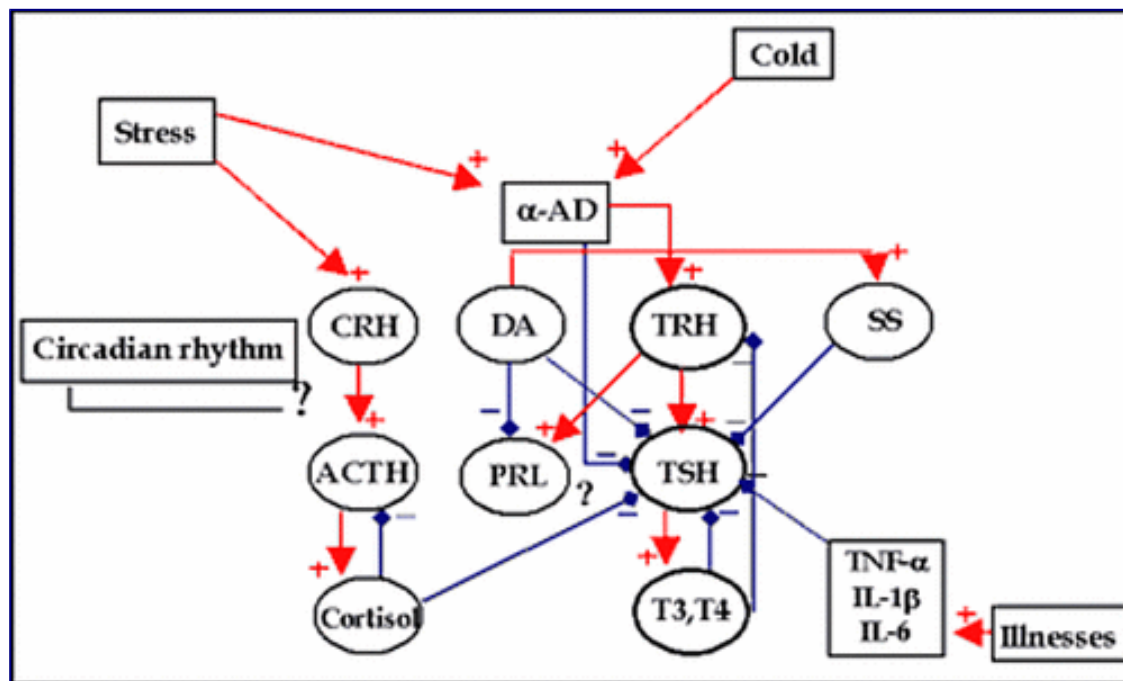 Cold
Stress
+
+
α-AD
+
+
+
CRH
DA
TRH
SS
Circadian rhythm
?
−
+
−
+
−
+
−
ACTH
PRL
?
−
TSH
−
−
−
−
+
+
Cortisol
T3,T4
TNF-α
IL-1β
IL-6
+
Illnesses